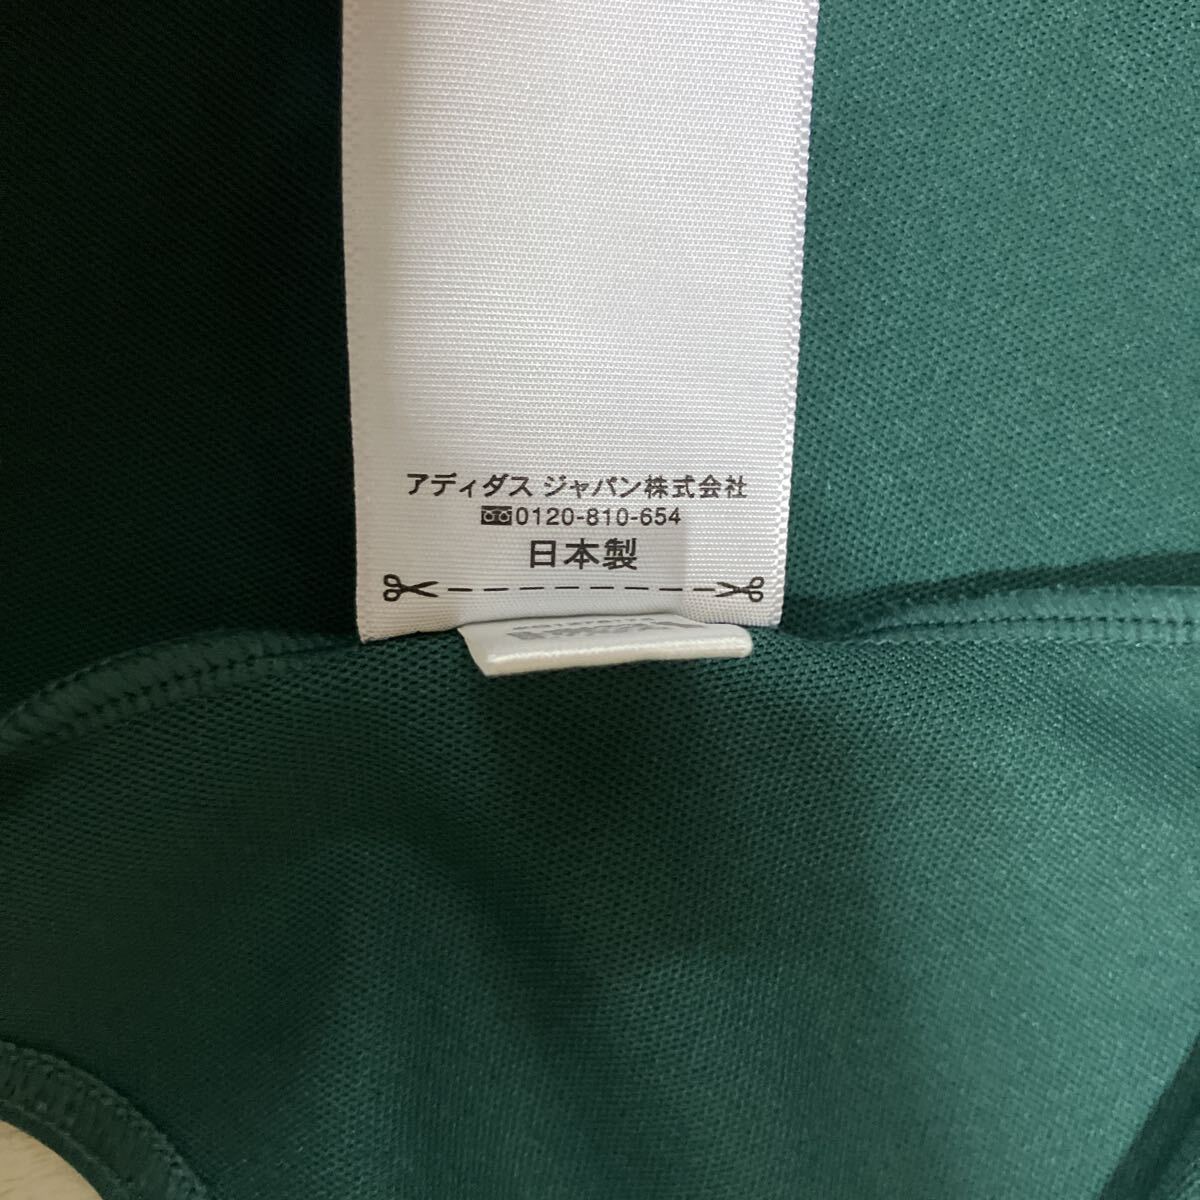 アディダス ジャパン株式会社
0120-810-654
日本製